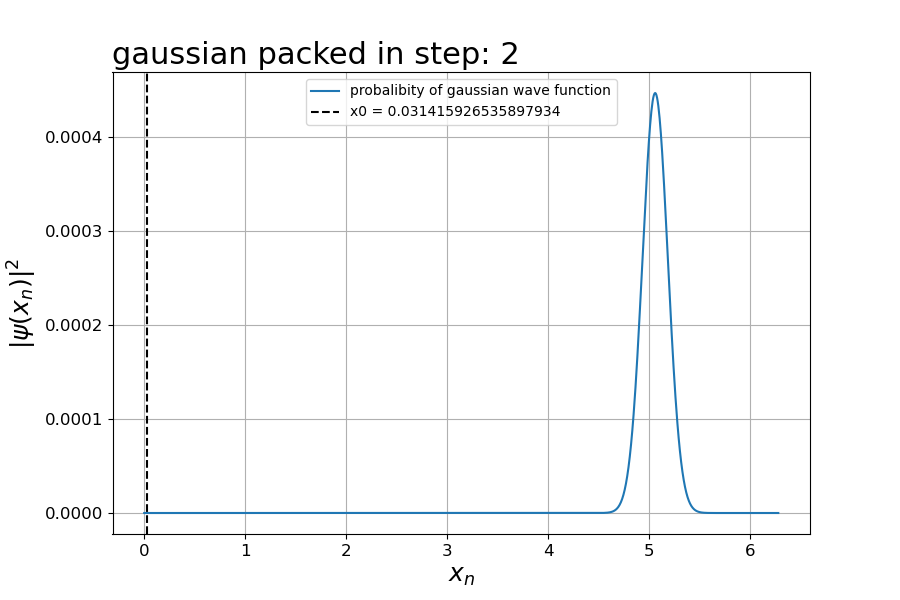 gaussian packed in step: 2
probalibity of gaussian wave function
x0 = 0.031415926535897934
|ψ(xₙ)|²
0.0004
0.0003
0.0002
0.0001
0.0000
0 1 2 3 4 5 6
xₙ